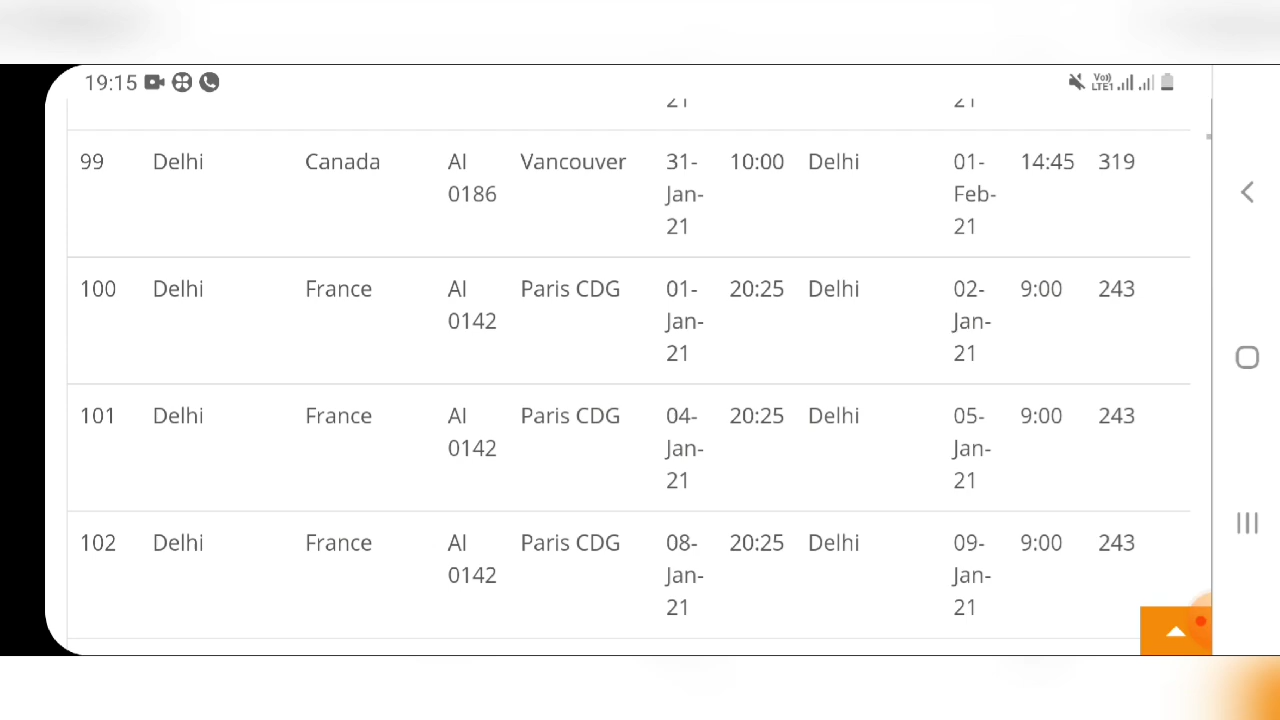 19:15
Vo))
LTE1
21 21
99 Delhi Canada AI Vancouver 31- 10:00 Delhi 01- 14:45 319
0186 Jan- Feb-
21 21
100 Delhi France AI Paris CDG 01- 20:25 Delhi 02- 9:00 243
0142 Jan- Jan-
21 21
101 Delhi France AI Paris CDG 04- 20:25 Delhi 05- 9:00 243
0142 Jan- Jan-
21 21
102 Delhi France AI Paris CDG 08- 20:25 Delhi 09- 9:00 243
0142 Jan- Jan-
21 21